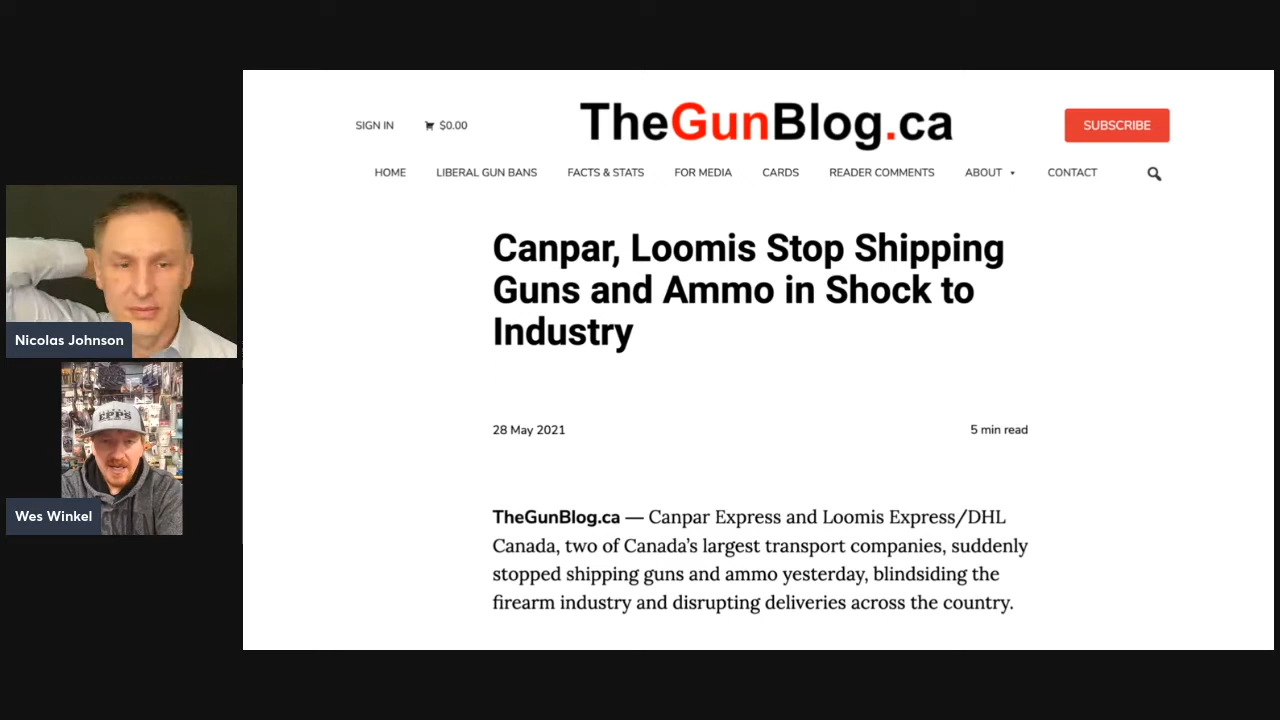 SIGN IN
$0.00
TheGunBlog.ca
SUBSCRIBE
HOME
LIBERAL GUN BANS
FACTS & STATS
FOR MEDIA
CARDS
READER COMMENTS
ABOUT
CONTACT
Canpar, Loomis Stop Shipping
Guns and Ammo in Shock to
Industry
28 May 2021
5 min read
TheGunBlog.ca — Canpar Express and Loomis Express/DHL
Canada, two of Canada’s largest transport companies, suddenly
stopped shipping guns and ammo yesterday, blindsiding the
firearm industry and disrupting deliveries across the country.
Nicolas Johnson
EPPS
Wes Winkel